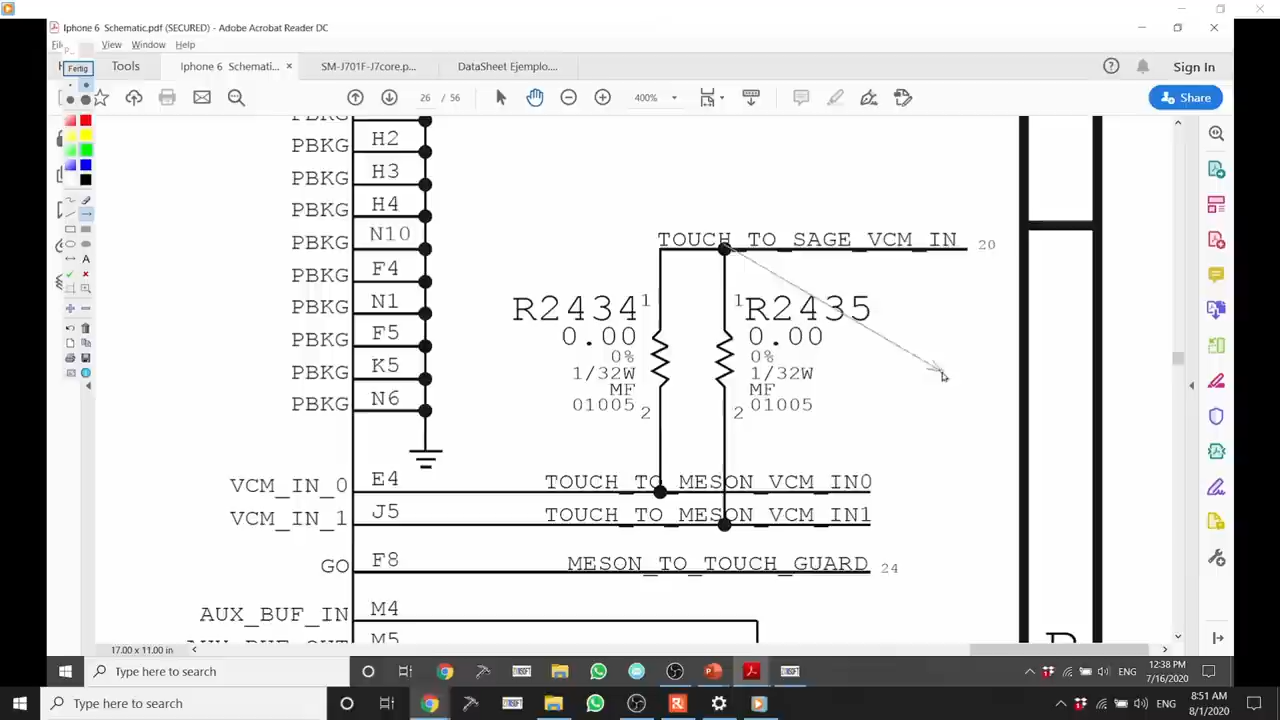 Iphone 6 Schematic.pdf (SECURED) - Adobe Acrobat Reader DC
View Window Help
Fertig
Tools Iphone 6 Schemati... × SM-J701F-J7core.p... DataSheet Ejemplo.... Sign In
26 / 56 400% Share
PBKG H2
PBKG H3
PBKG H4
PBKG N10
PBKG F4
PBKG N1
PBKG F5
PBKG K5
PBKG N6
TOUCH_TO_SAGE_VCM_IN 20
R2434 1
0.00
0%
1/32W
MF
01005 2
1 R2435
0.00
0%
1/32W
MF
2 01005
VCM_IN_0 E4 TOUCH_TO_MESON_VCM_IN0
VCM_IN_1 J5 TOUCH_TO_MESON_VCM_IN1
GO F8 MESON_TO_TOUCH_GUARD 24
AUX_BUF_IN M4
M5
17.00 x 11.00 in
Type here to search ENG 12:38 PM
7/16/2020
Type here to search ENG 8:51 AM
8/1/2020